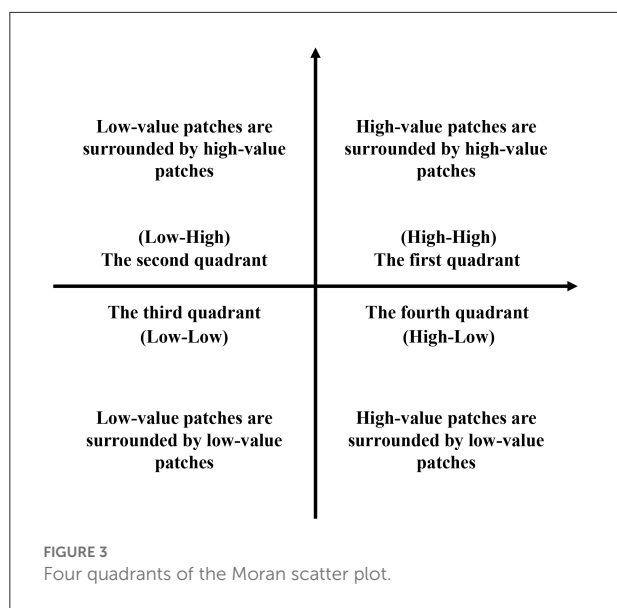 Low-value patches are
surrounded by high-value
patches
High-value patches are
surrounded by high-value
patches
(Low-High)
The second quadrant
(High-High)
The first quadrant
The third quadrant
(Low-Low)
The fourth quadrant
(High-Low)
Low-value patches are
surrounded by low-value
patches
High-value patches are
surrounded by low-value
patches
FIGURE 3
Four quadrants of the Moran scatter plot.